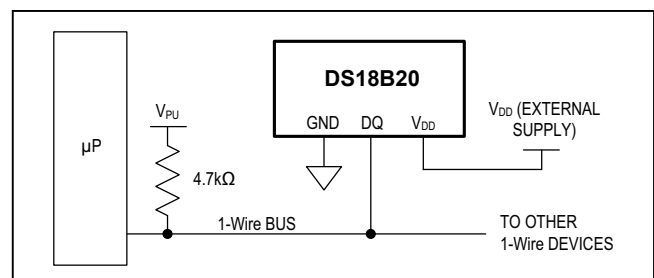 DS18B20
GND DQ VDD
VDD (EXTERNAL
SUPPLY)
VPU
µP
4.7kΩ
1-Wire BUS
TO OTHER
1-Wire DEVICES